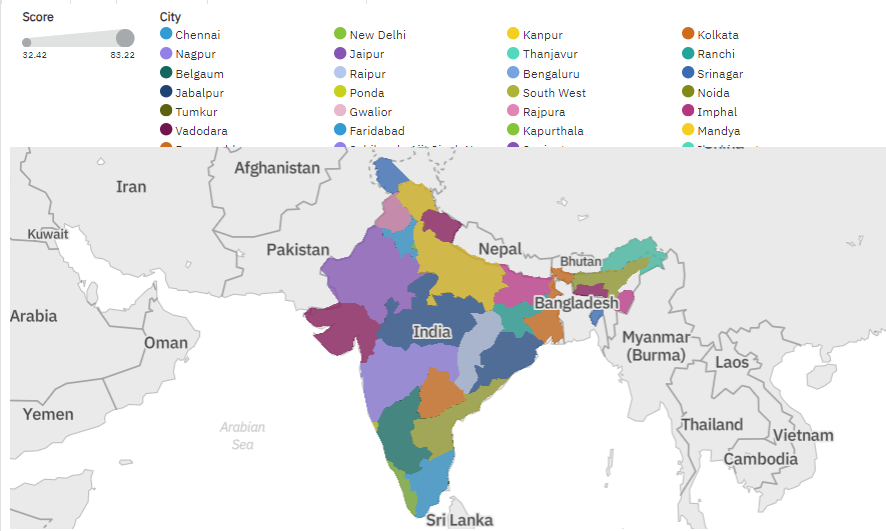 Score
32.42 83.22
City
Chennai New Delhi Kanpur Kolkata
Nagpur Jaipur Thanjavur Ranchi
Belgaum Raipur Bengaluru Srinagar
Jabalpur Ponda South West Noida
Tumkur Gwalior Rajpura Imphal
Vadodara Faridabad Kapurthala Mandya
Afghanistan
Iran
Kuwait
Pakistan
Nepal
Bhutan
Bangladesh
Arabia
India
Oman
Myanmar
(Burma)
Laos
Yemen
Arabian
Sea
Thailand
Vietnam
Cambodia
Sri Lanka